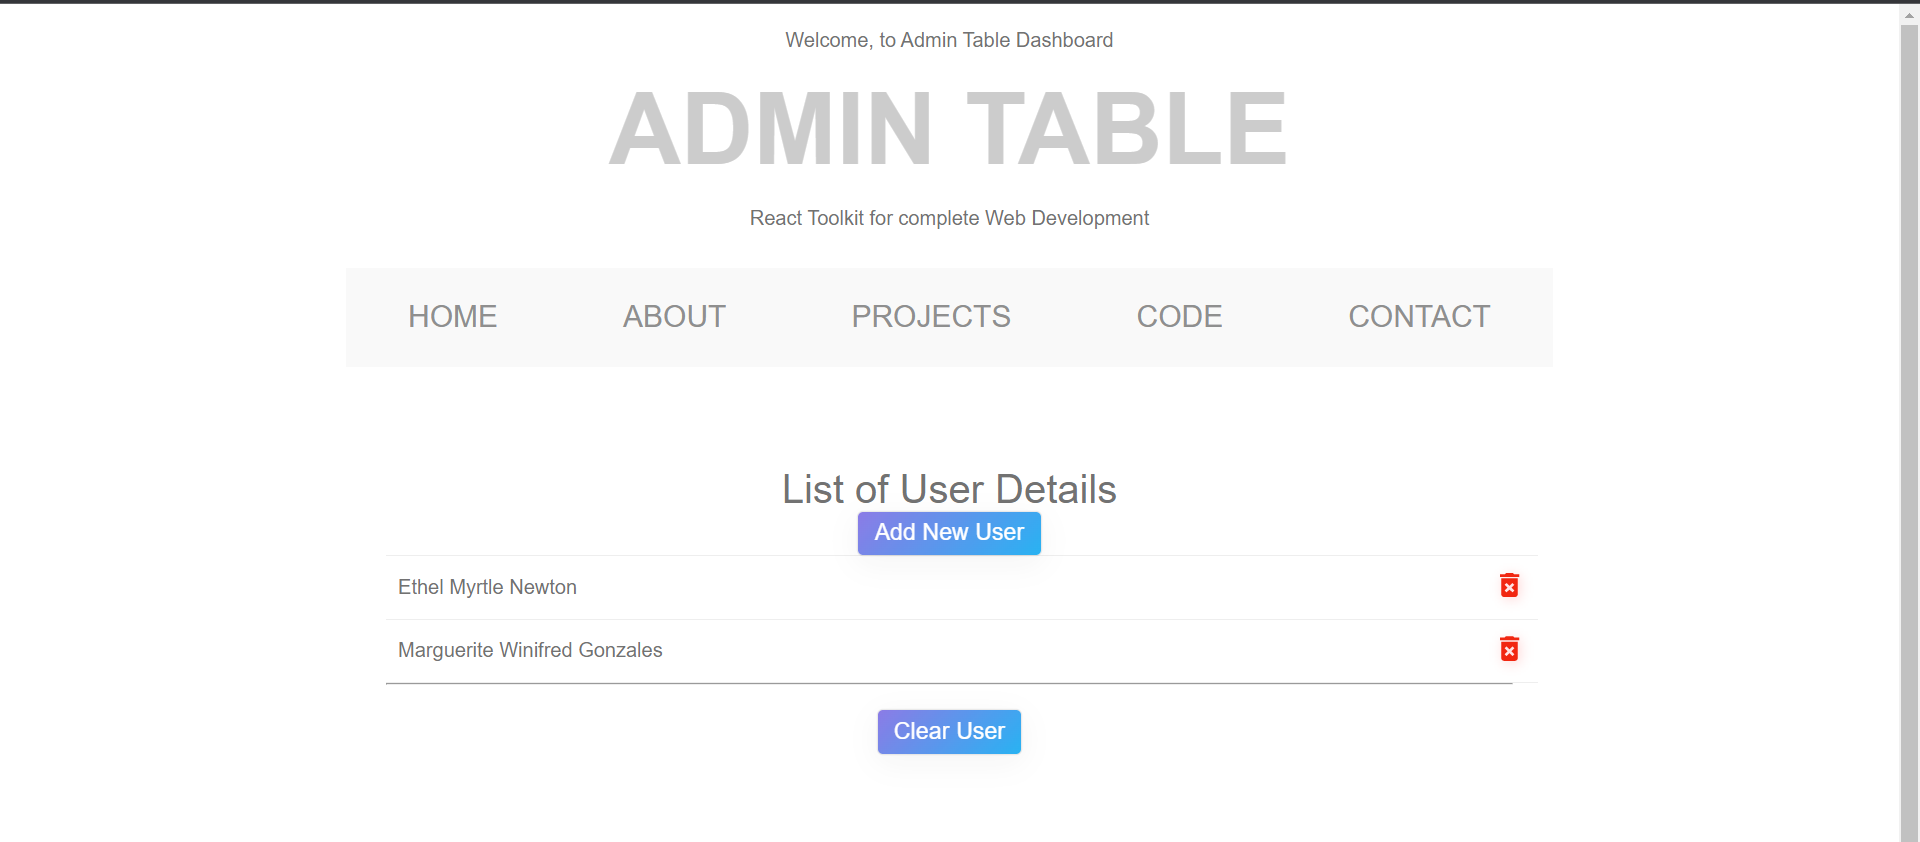 Welcome, to Admin Table Dashboard
ADMIN TABLE
React Toolkit for complete Web Development
HOME ABOUT PROJECTS CODE CONTACT
List of User Details
Add New User
Ethel Myrtle Newton
Marguerite Winifred Gonzales
Clear User